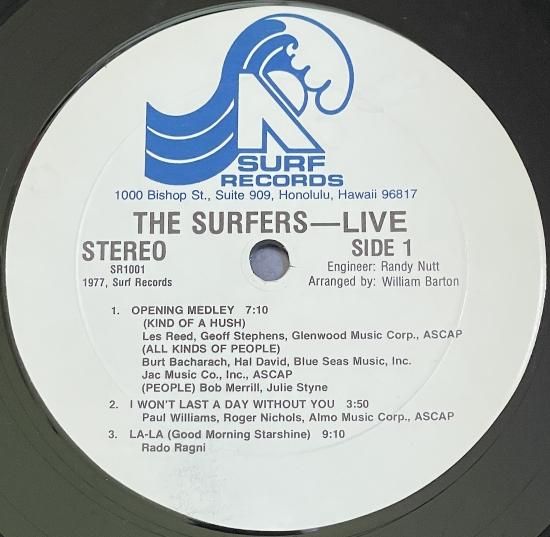 SURF
RECORDS
1000 Bishop St., Suite 909, Honolulu, Hawaii 96817
THE SURFERS—LIVE
STEREO
SR1001
1977, Surf Records
SIDE 1
Engineer: Randy Nutt
Arranged by: William Barton
1. OPENING MEDLEY 7:10
(KIND OF A HUSH)
Les Reed, Geoff Stephens, Glenwood Music Corp., ASCAP
(ALL KINDS OF PEOPLE)
Burt Bacharach, Hal David, Blue Seas Music, Inc.
Jac Music Co., Inc., ASCAP
(PEOPLE) Bob Merrill, Julie Styne
2. I WON'T LAST A DAY WITHOUT YOU 3:50
Paul Williams, Roger Nichols, Almo Music Corp., ASCAP
3. LA-LA (Good Morning Starshine) 9:10
Rado Ragni